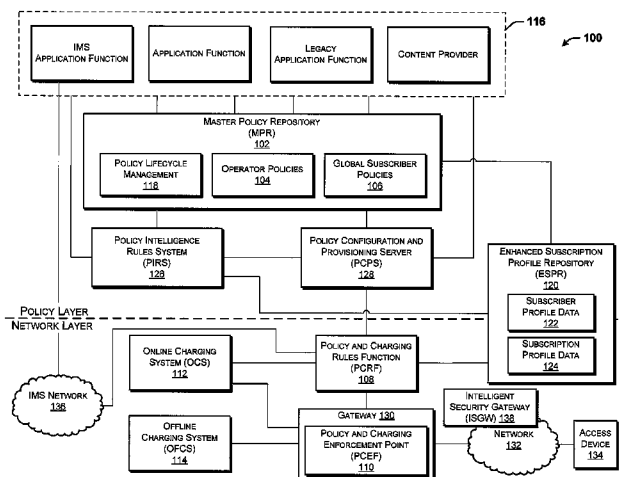 116
100
IMS
APPLICATION FUNCTION
APPLICATION FUNCTION
LEGACY
APPLICATION FUNCTION
CONTENT PROVIDER
MASTER POLICY REPOSITORY
(MPR)
102
POLICY LIFECYCLE
MANAGEMENT
118
OPERATOR POLICIES
104
GLOBAL SUBSCRIBER
POLICIES
106
POLICY INTELLIGENCE
RULES SYSTEM
(PIRS)
126
POLICY CONFIGURATION AND
PROVISIONING SERVER
(PCPS)
128
ENHANCED SUBSCRIPTION
PROFILE REPOSITORY
(ESPR)
120
SUBSCRIBER
PROFILE DATA
122
SUBSCRIPTION
PROFILE DATA
124
POLICY LAYER
NETWORK LAYER
ONLINE CHARGING
SYSTEM (OCS)
112
POLICY AND CHARGING
RULES FUNCTION
(PCRF)
108
IMS NETWORK
136
OFFLINE
CHARGING SYSTEM
(OFCS)
114
GATEWAY 130
POLICY AND CHARGING
ENFORCEMENT POINT
(PCEF)
110
INTELLIGENT
SECURITY GATEWAY
(ISGW) 138
NETWORK
132
ACCESS
DEVICE
134